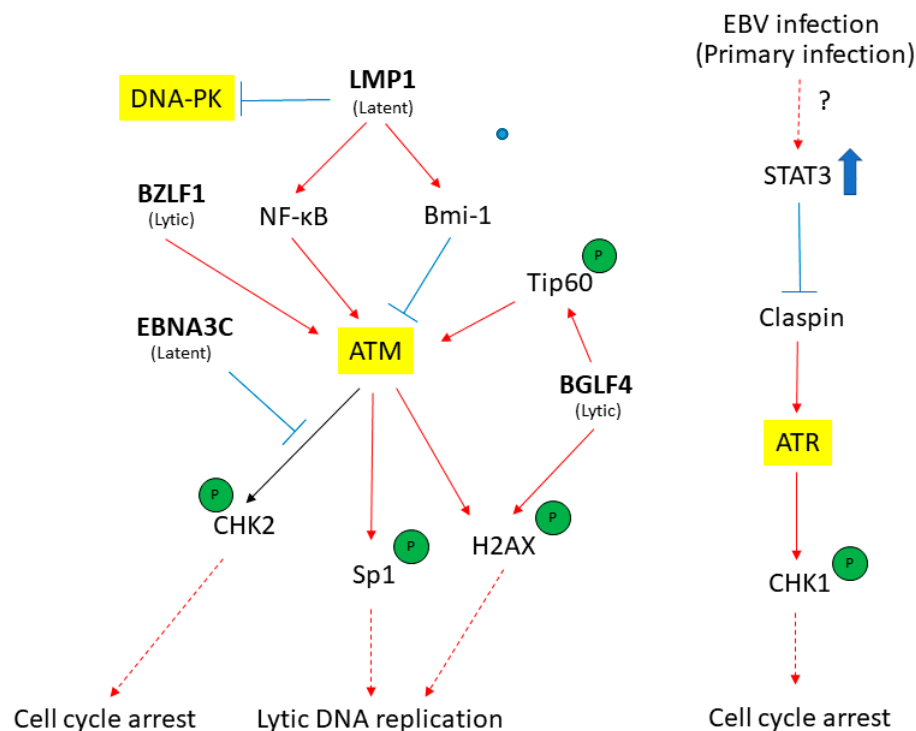 EBV infection
(Primary infection)
LMP1
(Latent)
DNA-PK
?
STAT3
BZLF1
(Lytic)
NF-κB
Bmi-1
P
Tip60
Claspin
EBNA3C
(Latent)
ATM
BGLF4
(Lytic)
ATR
P
CHK2
P
H2AX
P
Sp1
P
CHK1
Cell cycle arrest
Lytic DNA replication
Cell cycle arrest